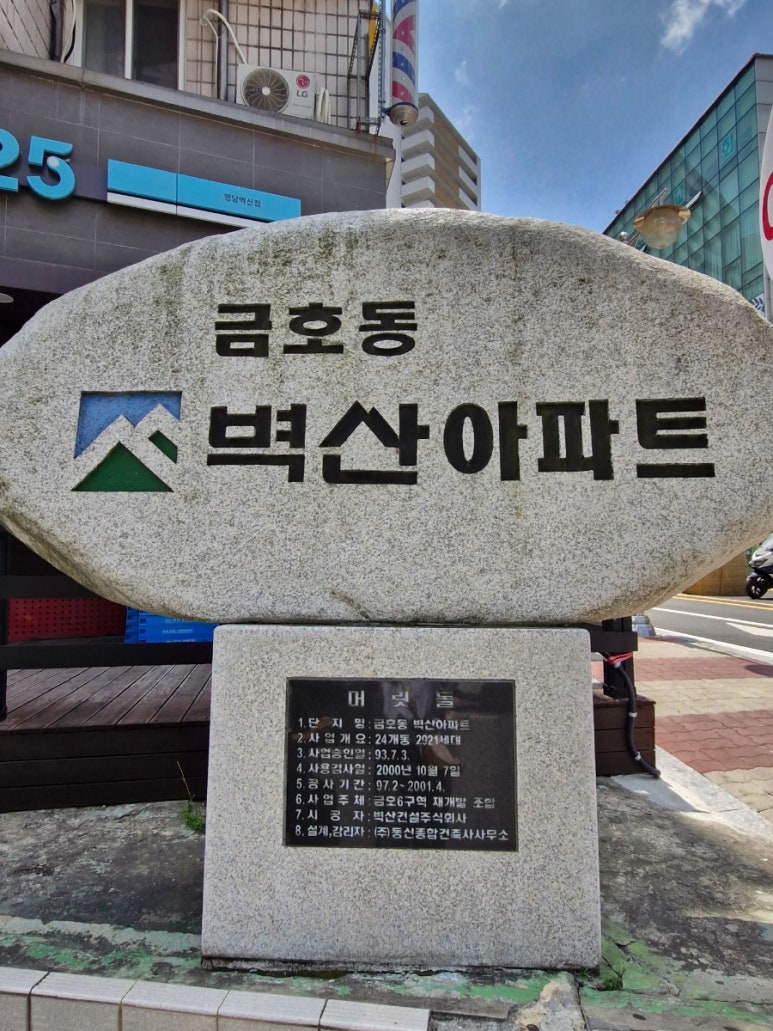 LG
25
행당벽산점
금호동
벽산아파트
머 릿 돌
1. 단 지 명 : 금호동 벽산아파트
2. 사 업 개 요 : 24개동 2921세대
3. 사업승인일 : 93.7.3.
4. 사용검사일 : 2000년 10월 7일
5. 공 사 기 간 : 97.2~2001.4.
6. 사 업 주 체 : 금호6구역 재개발 조합
7. 시 공 자 : 벽산건설주식회사
8. 설계,감리자 : (주)동신종합건축사사무소